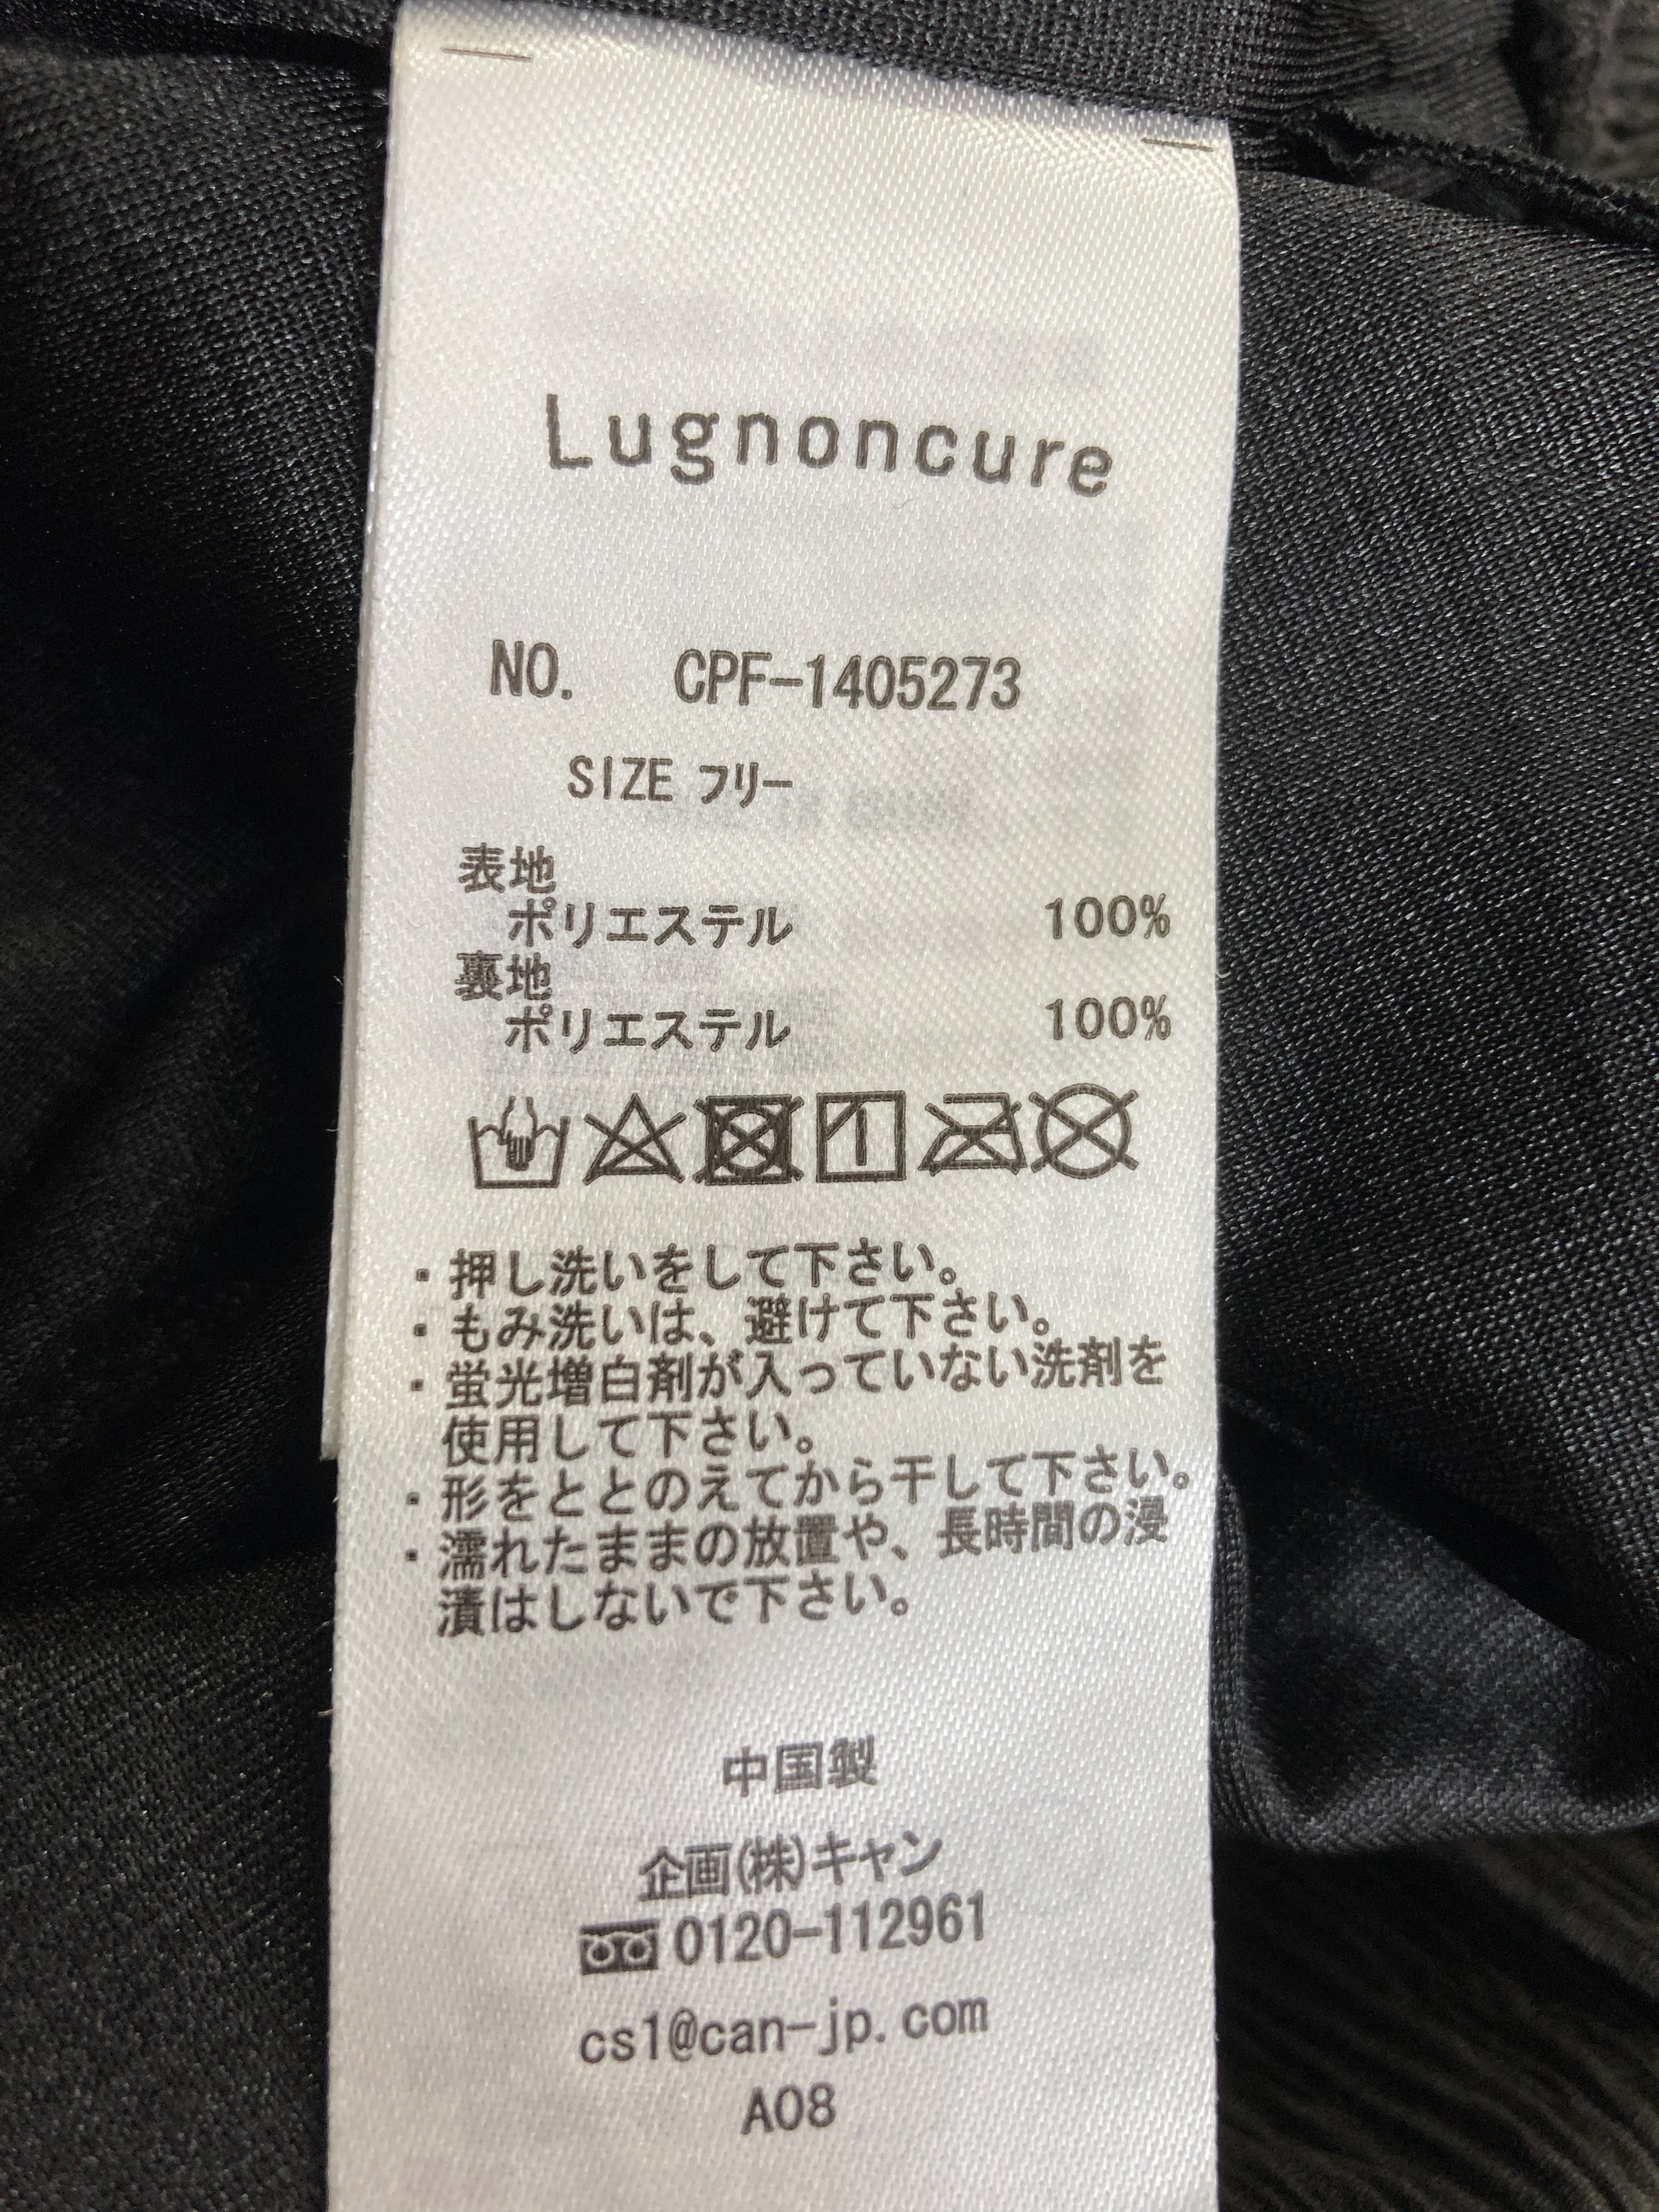 Lugnoncure
NO. CPF-1405273
SIZE フリー
表地
ポリエステル 100%
裏地
ポリエステル 100%
・押し洗いをして下さい。
・もみ洗いは、避けて下さい。
・蛍光増白剤が入っていない洗剤を
使用して下さい。
・形をととのえてから干して下さい。
・濡れたままの放置や、長時間の浸
漬はしないで下さい。
中国製
企画(株)キャン
0120-112961
cs1@can-jp.com
A08